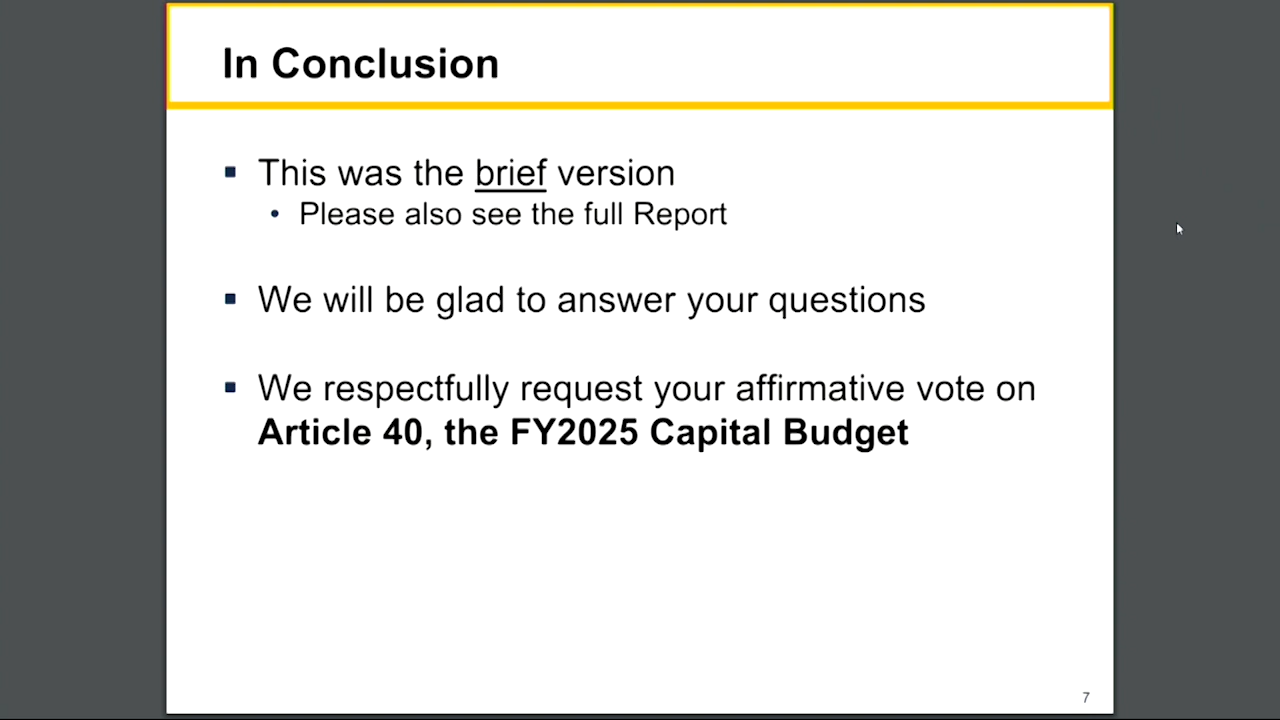 In Conclusion
This was the brief version
Please also see the full Report
We will be glad to answer your questions
We respectfully request your affirmative vote on
Article 40, the FY2025 Capital Budget
7